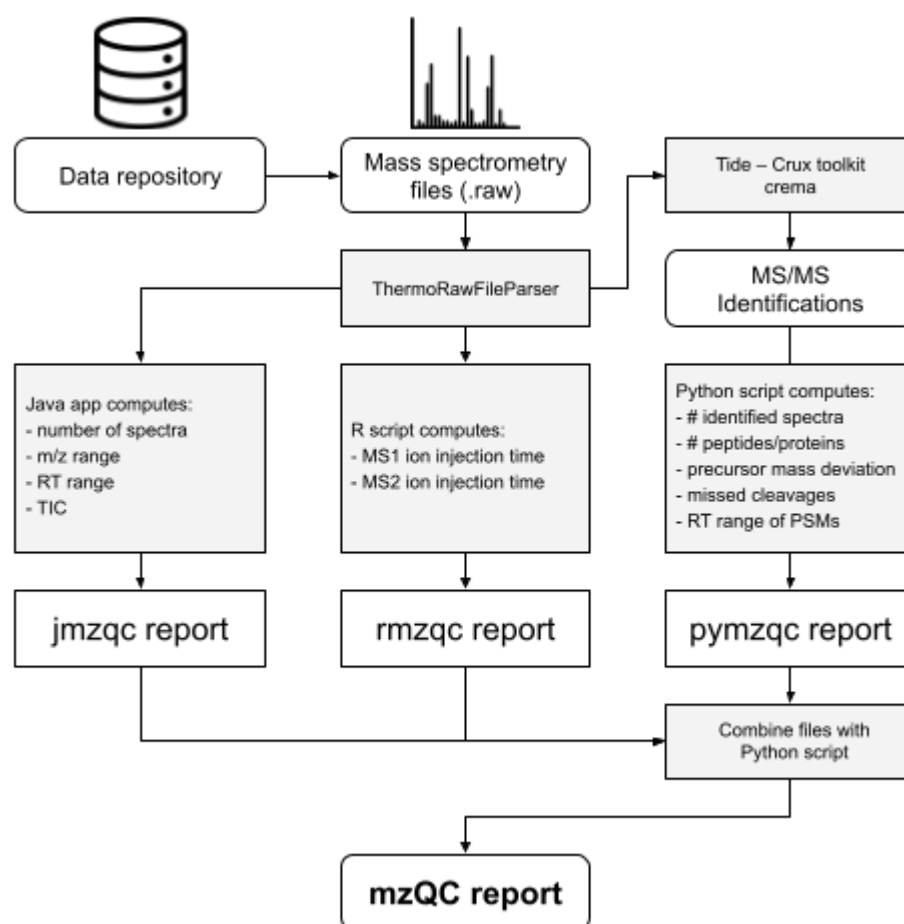 Data repository
Mass spectrometry
files (.raw)
Tide – Crux toolkit
crema
ThermoRawFileParser
MS/MS
Identifications
Java app computes:
- number of spectra
- m/z range
- RT range
- TIC
R script computes:
- MS1 ion injection time
- MS2 ion injection time
Python script computes:
- # identified spectra
- # peptides/proteins
- precursor mass deviation
- missed cleavages
- RT range of PSMs
jmzqc report
rmzqc report
pymzqc report
Combine files with
Python script
mzQC report